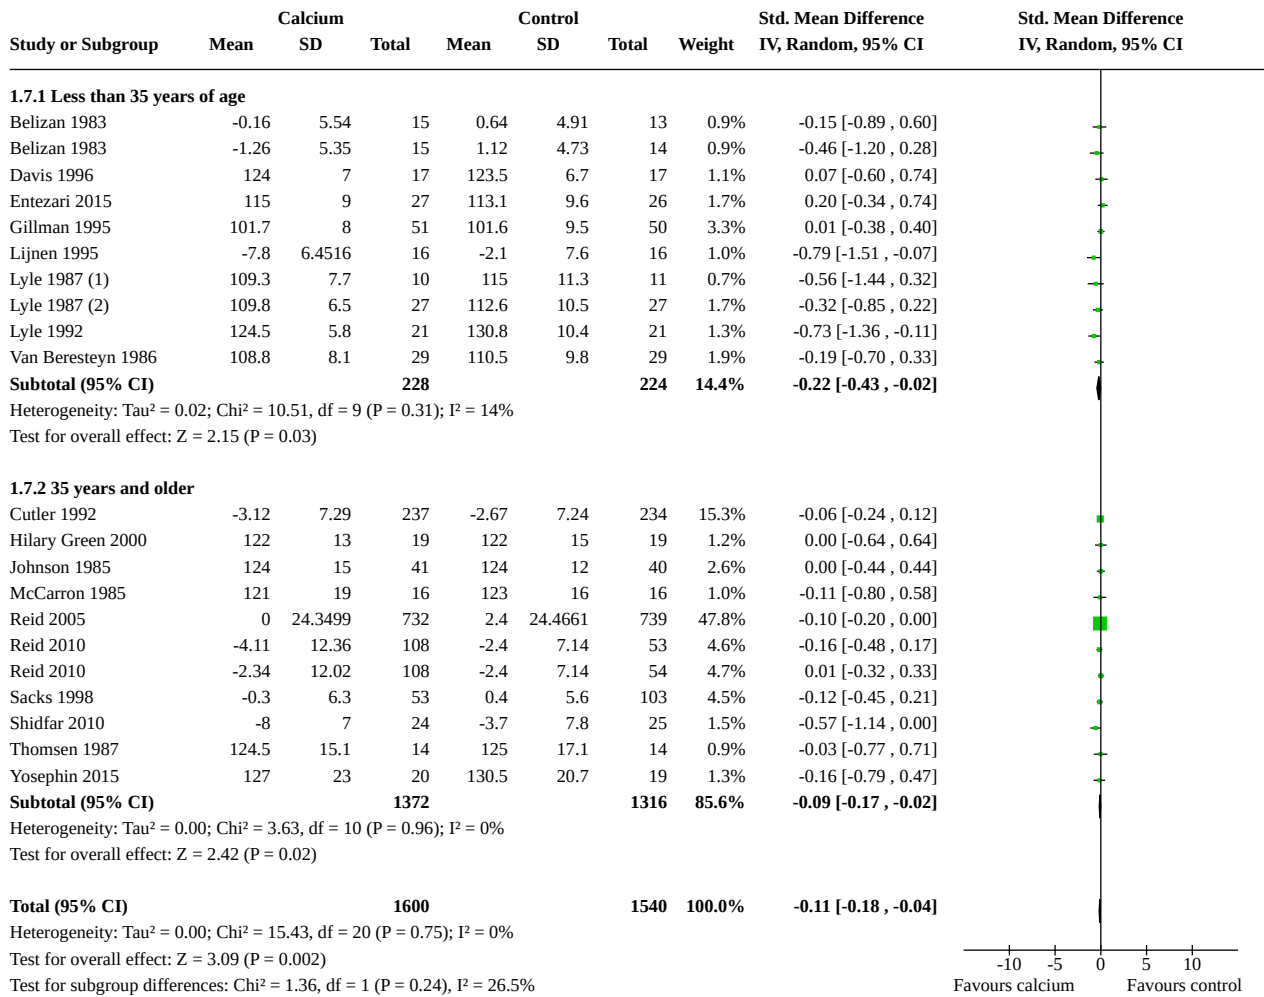 Calcium Control Std. Mean Difference Std. Mean Difference
Study or Subgroup Mean SD Total Mean SD Total Weight IV, Random, 95% CI IV, Random, 95% CI
1.7.1 Less than 35 years of age
Belizan 1983 -0.16 5.54 15 0.64 4.91 13 0.9% -0.15 [-0.89 , 0.60]
Belizan 1983 -1.26 5.35 15 1.12 4.73 14 0.9% -0.46 [-1.20 , 0.28]
Davis 1996 124 7 17 123.5 6.7 17 1.1% 0.07 [-0.60 , 0.74]
Entezari 2015 115 9 27 113.1 9.6 26 1.7% 0.20 [-0.34 , 0.74]
Gillman 1995 101.7 8 51 101.6 9.5 50 3.3% 0.01 [-0.38 , 0.40]
Lijnen 1995 -7.8 6.4516 16 -2.1 7.6 16 1.0% -0.79 [-1.51 , -0.07]
Lyle 1987 (1) 109.3 7.7 10 115 11.3 11 0.7% -0.56 [-1.44 , 0.32]
Lyle 1987 (2) 109.8 6.5 27 112.6 10.5 27 1.7% -0.32 [-0.85 , 0.22]
Lyle 1992 124.5 5.8 21 130.8 10.4 21 1.3% -0.73 [-1.36 , -0.11]
Van Beresteyn 1986 108.8 8.1 29 110.5 9.8 29 1.9% -0.19 [-0.70 , 0.33]
Subtotal (95% CI) 228 224 14.4% -0.22 [-0.43 , -0.02]
Heterogeneity: Tau² = 0.02; Chi² = 10.51, df = 9 (P = 0.31); I² = 14%
Test for overall effect: Z = 2.15 (P = 0.03)
1.7.2 35 years and older
Cutler 1992 -3.12 7.29 237 -2.67 7.24 234 15.3% -0.06 [-0.24 , 0.12]
Hilary Green 2000 122 13 19 122 15 19 1.2% 0.00 [-0.64 , 0.64]
Johnson 1985 124 15 41 124 12 40 2.6% 0.00 [-0.44 , 0.44]
McCarron 1985 121 19 16 123 16 16 1.0% -0.11 [-0.80 , 0.58]
Reid 2005 0 24.3499 732 2.4 24.4661 739 47.8% -0.10 [-0.20 , 0.00]
Reid 2010 -4.11 12.36 108 -2.4 7.14 53 4.6% -0.16 [-0.48 , 0.17]
Reid 2010 -2.34 12.02 108 -2.4 7.14 54 4.7% 0.01 [-0.32 , 0.33]
Sacks 1998 -0.3 6.3 53 0.4 5.6 103 4.5% -0.12 [-0.45 , 0.21]
Shidfar 2010 -8 7 24 -3.7 7.8 25 1.5% -0.57 [-1.14 , 0.00]
Thomsen 1987 124.5 15.1 14 125 17.1 14 0.9% -0.03 [-0.77 , 0.71]
Yosephin 2015 127 23 20 130.5 20.7 19 1.3% -0.16 [-0.79 , 0.47]
Subtotal (95% CI) 1372 1316 85.6% -0.09 [-0.17 , -0.02]
Heterogeneity: Tau² = 0.00; Chi² = 3.63, df = 10 (P = 0.96); I² = 0%
Test for overall effect: Z = 2.42 (P = 0.02)
Total (95% CI) 1600 1540 100.0% -0.11 [-0.18 , -0.04]
Heterogeneity: Tau² = 0.00; Chi² = 15.43, df = 20 (P = 0.75); I² = 0%
Test for overall effect: Z = 3.09 (P = 0.002)
-10 -5 0 5 10
Test for subgroup differences: Chi² = 1.36, df = 1 (P = 0.24), I² = 26.5%
Favours calcium Favours control